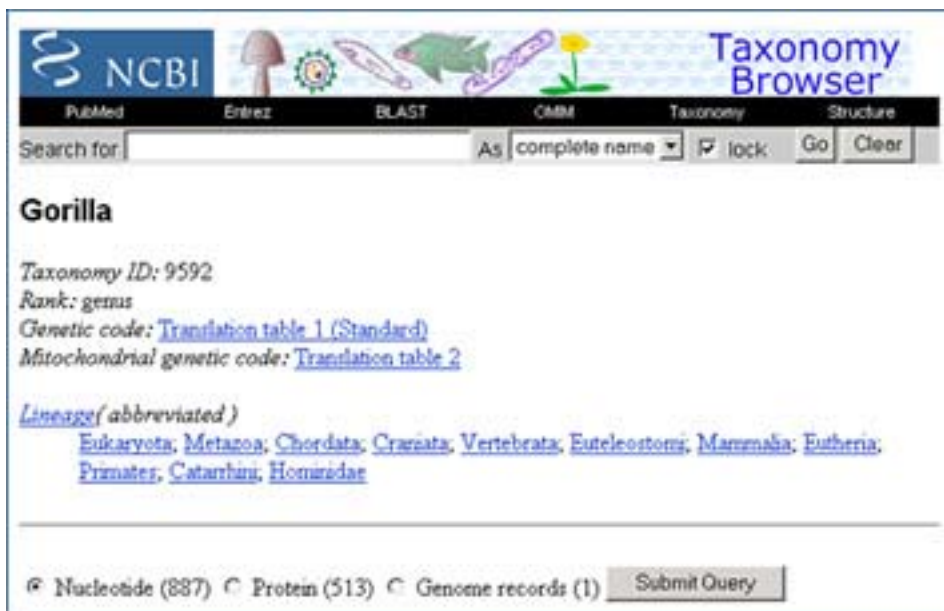 NCBI
Taxonomy
Browser
PubMed Entrez BLAST OMIM Taxonomy Structure
Search for As complete name lock Go Clear
Gorilla
Taxonomy ID: 9592
Rank: genus
Genetic code: Translation table 1 (Standard)
Mitochondrial genetic code: Translation table 2
Lineage( abbreviated )
Eukaryota; Metazoa; Chordata; Craniata; Vertebrata; Euteleostomi; Mammalia; Eutheria;
Primates; Catarrhini; Hominidae
Nucleotide (887) Protein (513) Genome records (1) Submit Query